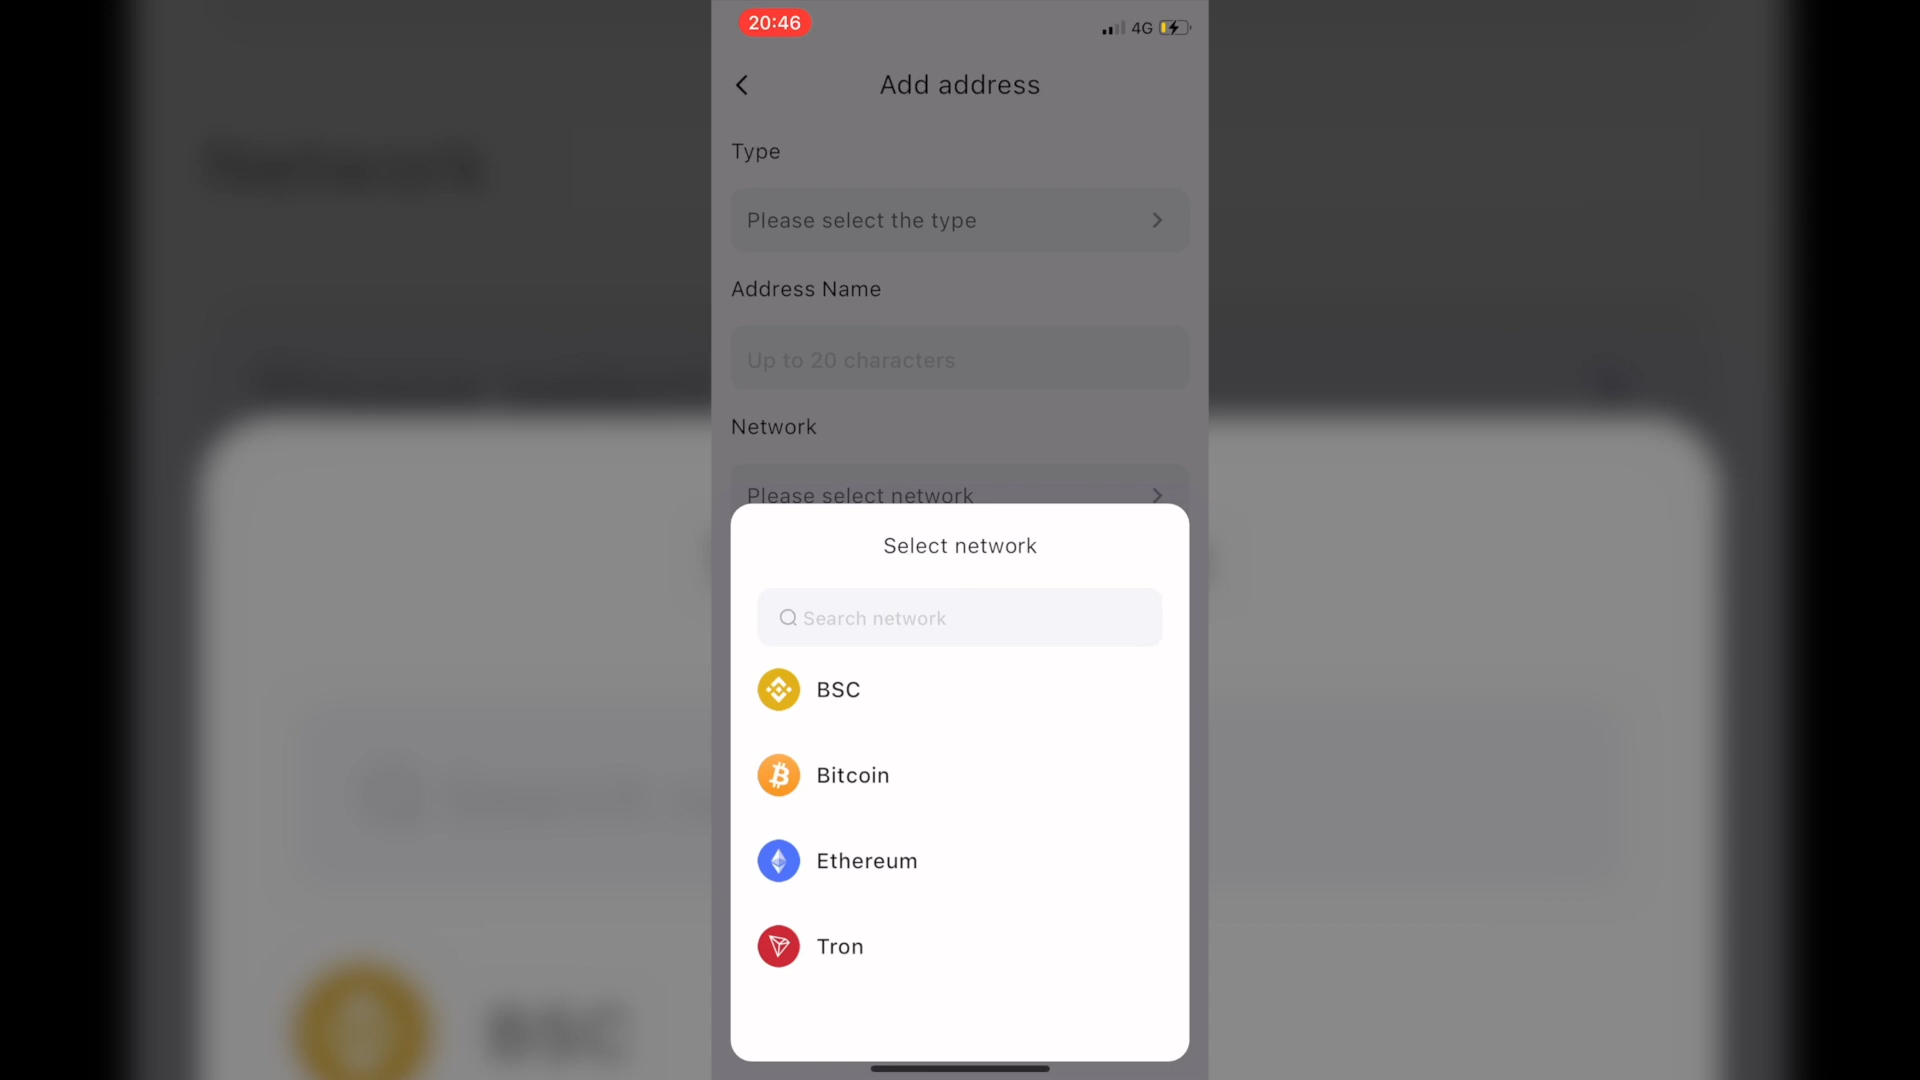 20:46
4G
Add address
Type
Please select the type
Address Name
Up to 20 characters
Network
Please select network
Select network
Search network
BSC
Bitcoin
Ethereum
Tron